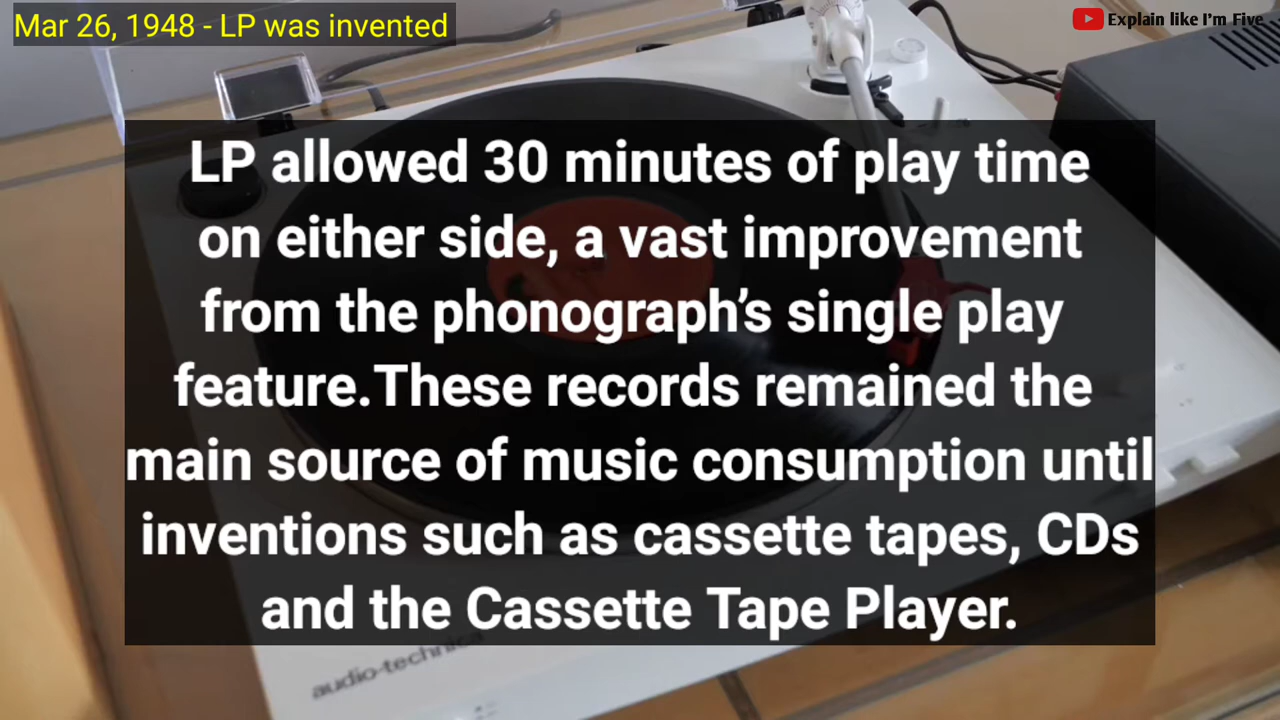 Mar 26, 1948 - LP was invented
Explain like I'm Five
LP allowed 30 minutes of play time
on either side, a vast improvement
from the phonograph’s single play
feature.These records remained the
main source of music consumption until
inventions such as cassette tapes, CDs
and the Cassette Tape Player.
audio-technica